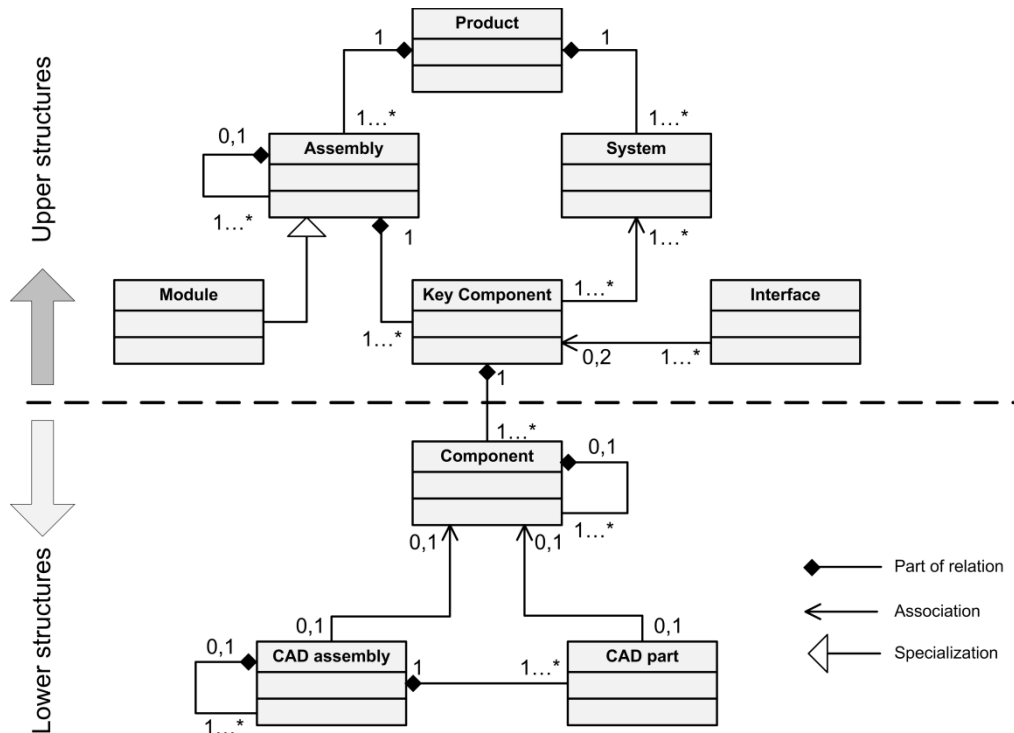 Product
1
1
1...*
1...*
0,1
Assembly
System
1...*
1
1...*
Module
Key Component
1...*
Interface
1...*
0,2
1...*
1
1...*
Component
0,1
1...*
0,1
0,1
0,1
0,1
0,1
CAD assembly
1
1...*
CAD part
1...*
Upper structures
Lower structures
Part of relation
Association
Specialization